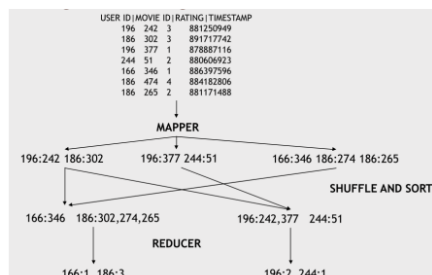 USER ID|MOVIE ID|RATING|TIMESTAMP
196 242 3 881250949
186 302 3 891717742
196 377 1 878887116
244 51 2 880606923
166 346 1 886397596
186 474 4 884182806
186 265 2 881171488
MAPPER
196:242 186:302 196:377 244:51 166:346 186:274 186:265
SHUFFLE AND SORT
166:346 186:302,274,265 196:242,377 244:51
REDUCER
166:1 186:3 196:2 244:1